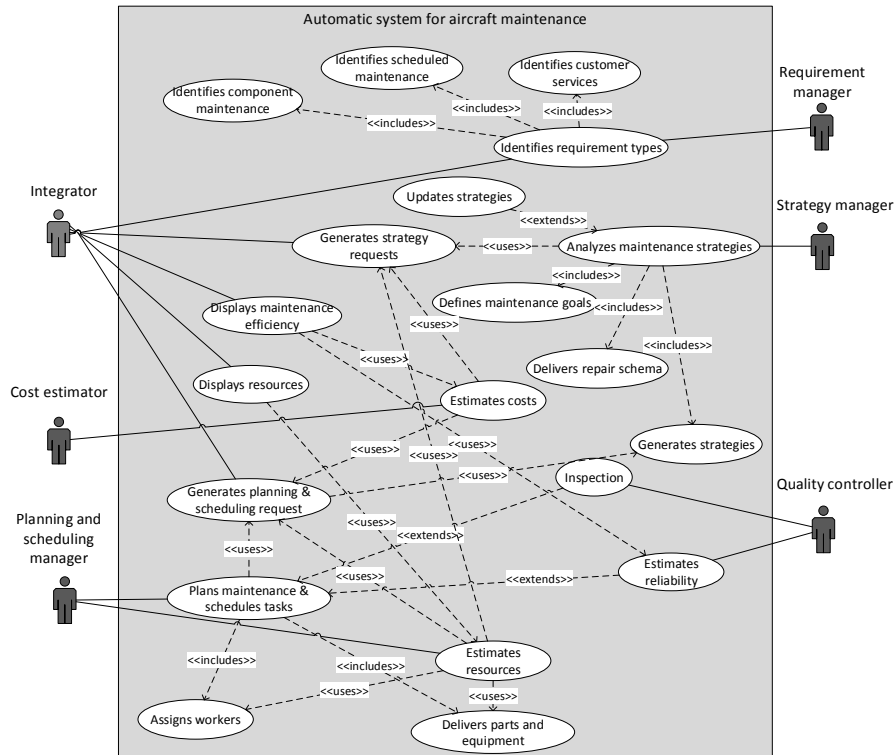 Automatic system for aircraft maintenance
Identifies scheduled
maintenance
Identifies customer
services
Requirement
manager
Identifies component
maintenance
<<includes>>
<<includes>>
<<includes>>
Identifies requirement types
Integrator
Updates strategies
Strategy manager
<<extends>>
Generates strategy
requests
<<uses>>
Analyzes maintenance strategies
<<includes>>
Displays maintenance
efficiency
Defines maintenance goals
<<includes>>
<<uses>>
<<includes>>
<<uses>>
Delivers repair schema
Displays resources
Cost estimator
Estimates costs
<<uses>>
<<uses>>
<<uses>>
Generates strategies
<<uses>>
Inspection
Quality controller
Generates planning &
scheduling request
Planning and
scheduling manager
<<uses>>
<<extends>>
<<uses>>
<<uses>>
<<extends>>
Estimates
reliability
Plans maintenance &
schedules tasks
<<includes>>
<<includes>>
Estimates
resources
<<uses>>
<<uses>>
Assigns workers
Delivers parts and
equipment